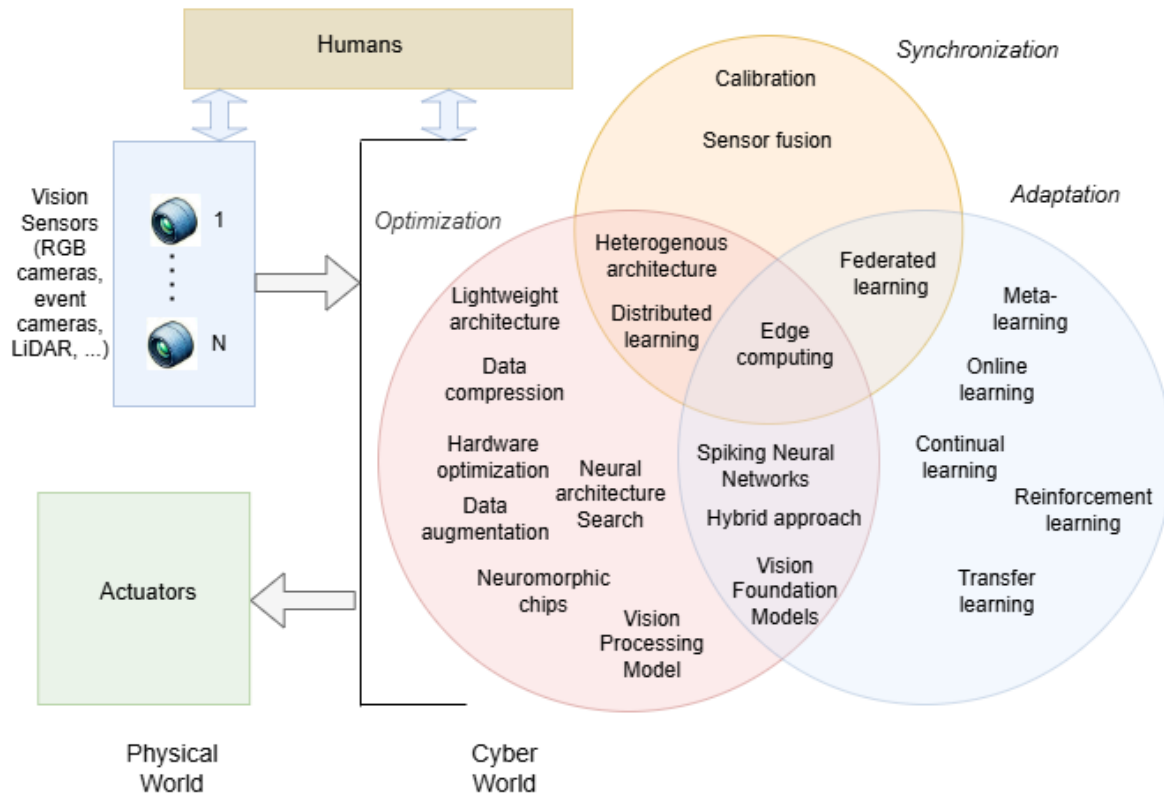 Humans
Synchronization
Calibration
Sensor fusion
Vision
Sensors
(RGB
cameras,
event
cameras,
LiDAR, ...)
1
N
Optimization
Adaptation
Heterogenous
architecture
Distributed
learning
Federated
learning
Edge
computing
Lightweight
architecture
Data
compression
Hardware
optimization
Neural
architecture
Search
Data
augmentation
Neuromorphic
chips
Vision
Processing
Model
Spiking Neural
Networks
Hybrid approach
Vision
Foundation
Models
Meta-
learning
Online
learning
Continual
learning
Reinforcement
learning
Transfer
learning
Actuators
Physical
World
Cyber
World